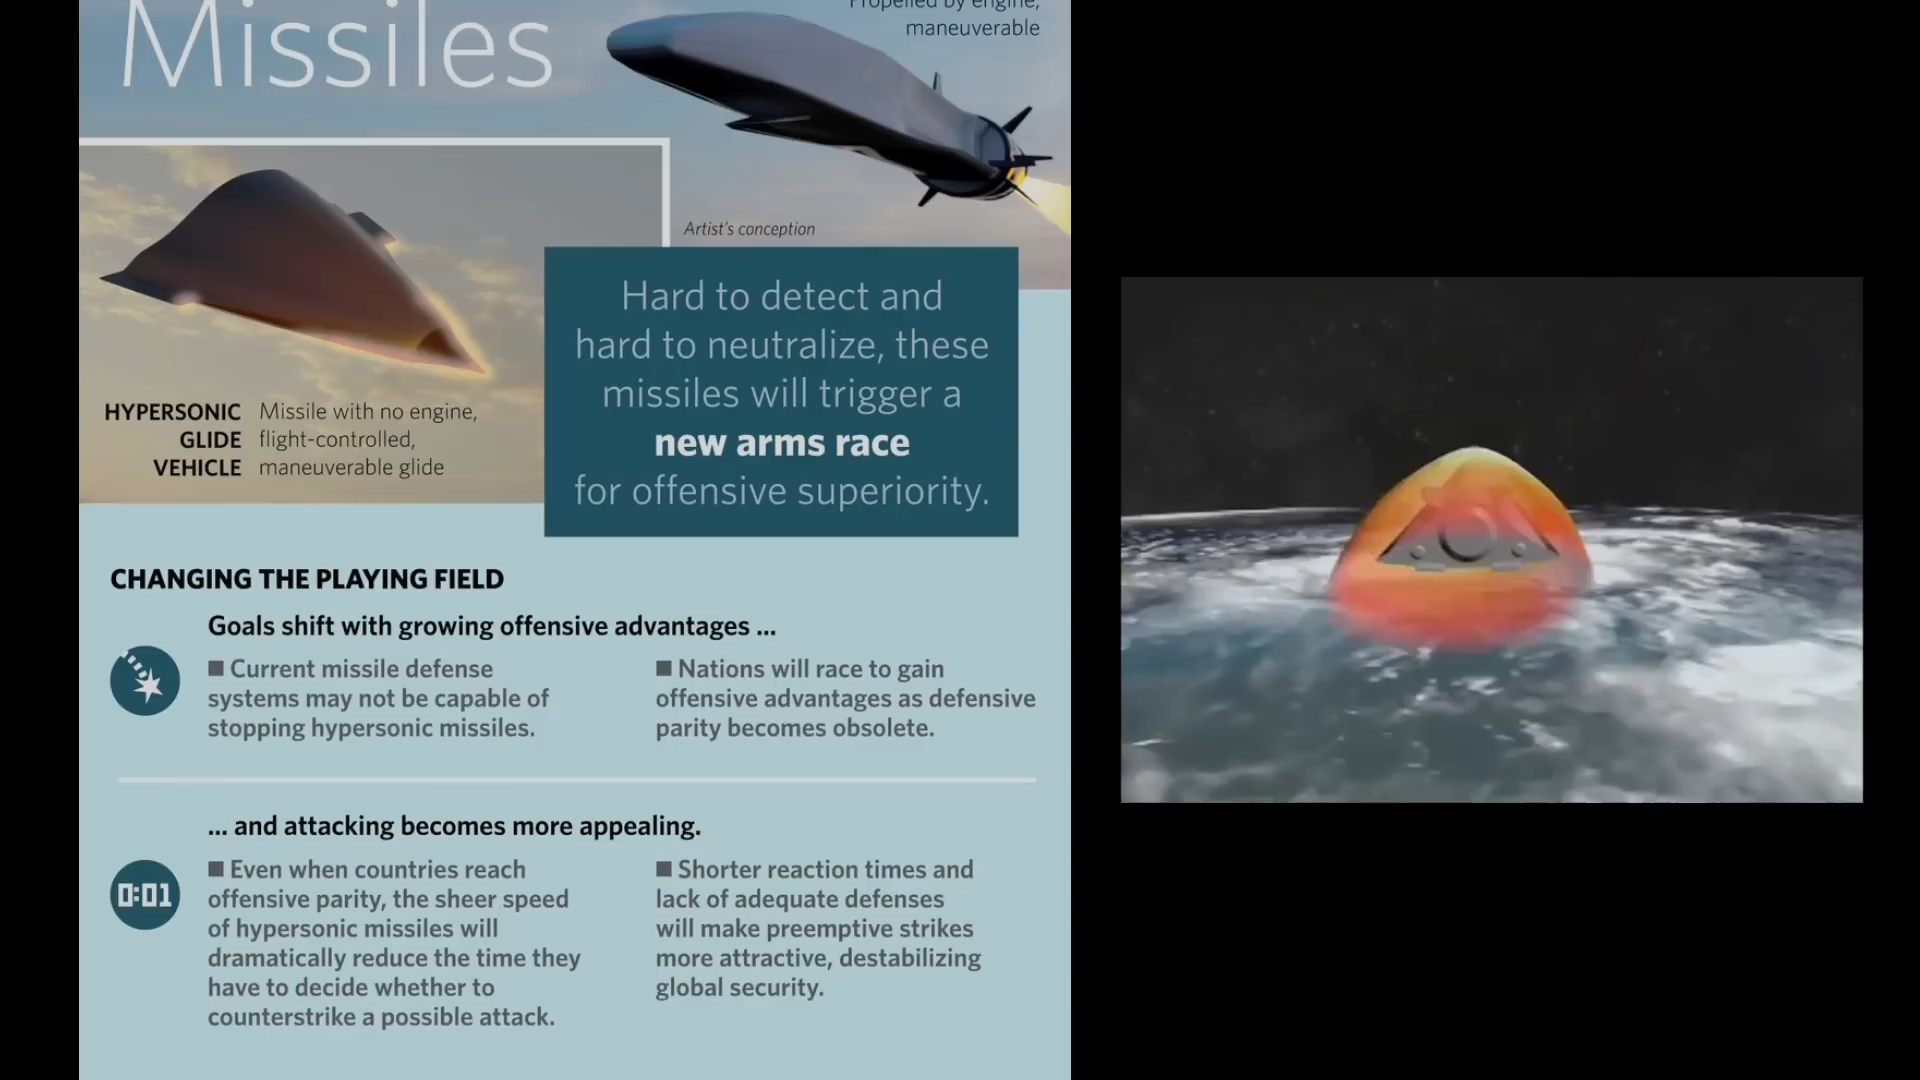 Missiles
Propelled by engine,
maneuverable
Artist's conception
HYPERSONIC Missile with no engine,
GLIDE flight-controlled,
VEHICLE maneuverable glide
Hard to detect and
hard to neutralize, these
missiles will trigger a
new arms race
for offensive superiority.
CHANGING THE PLAYING FIELD
Goals shift with growing offensive advantages ...
■ Current missile defense
systems may not be capable of
stopping hypersonic missiles.
■ Nations will race to gain
offensive advantages as defensive
parity becomes obsolete.
... and attacking becomes more appealing.
0:01
■ Even when countries reach
offensive parity, the sheer speed
of hypersonic missiles will
dramatically reduce the time they
have to decide whether to
counterstrike a possible attack.
■ Shorter reaction times and
lack of adequate defenses
will make preemptive strikes
more attractive, destabilizing
global security.